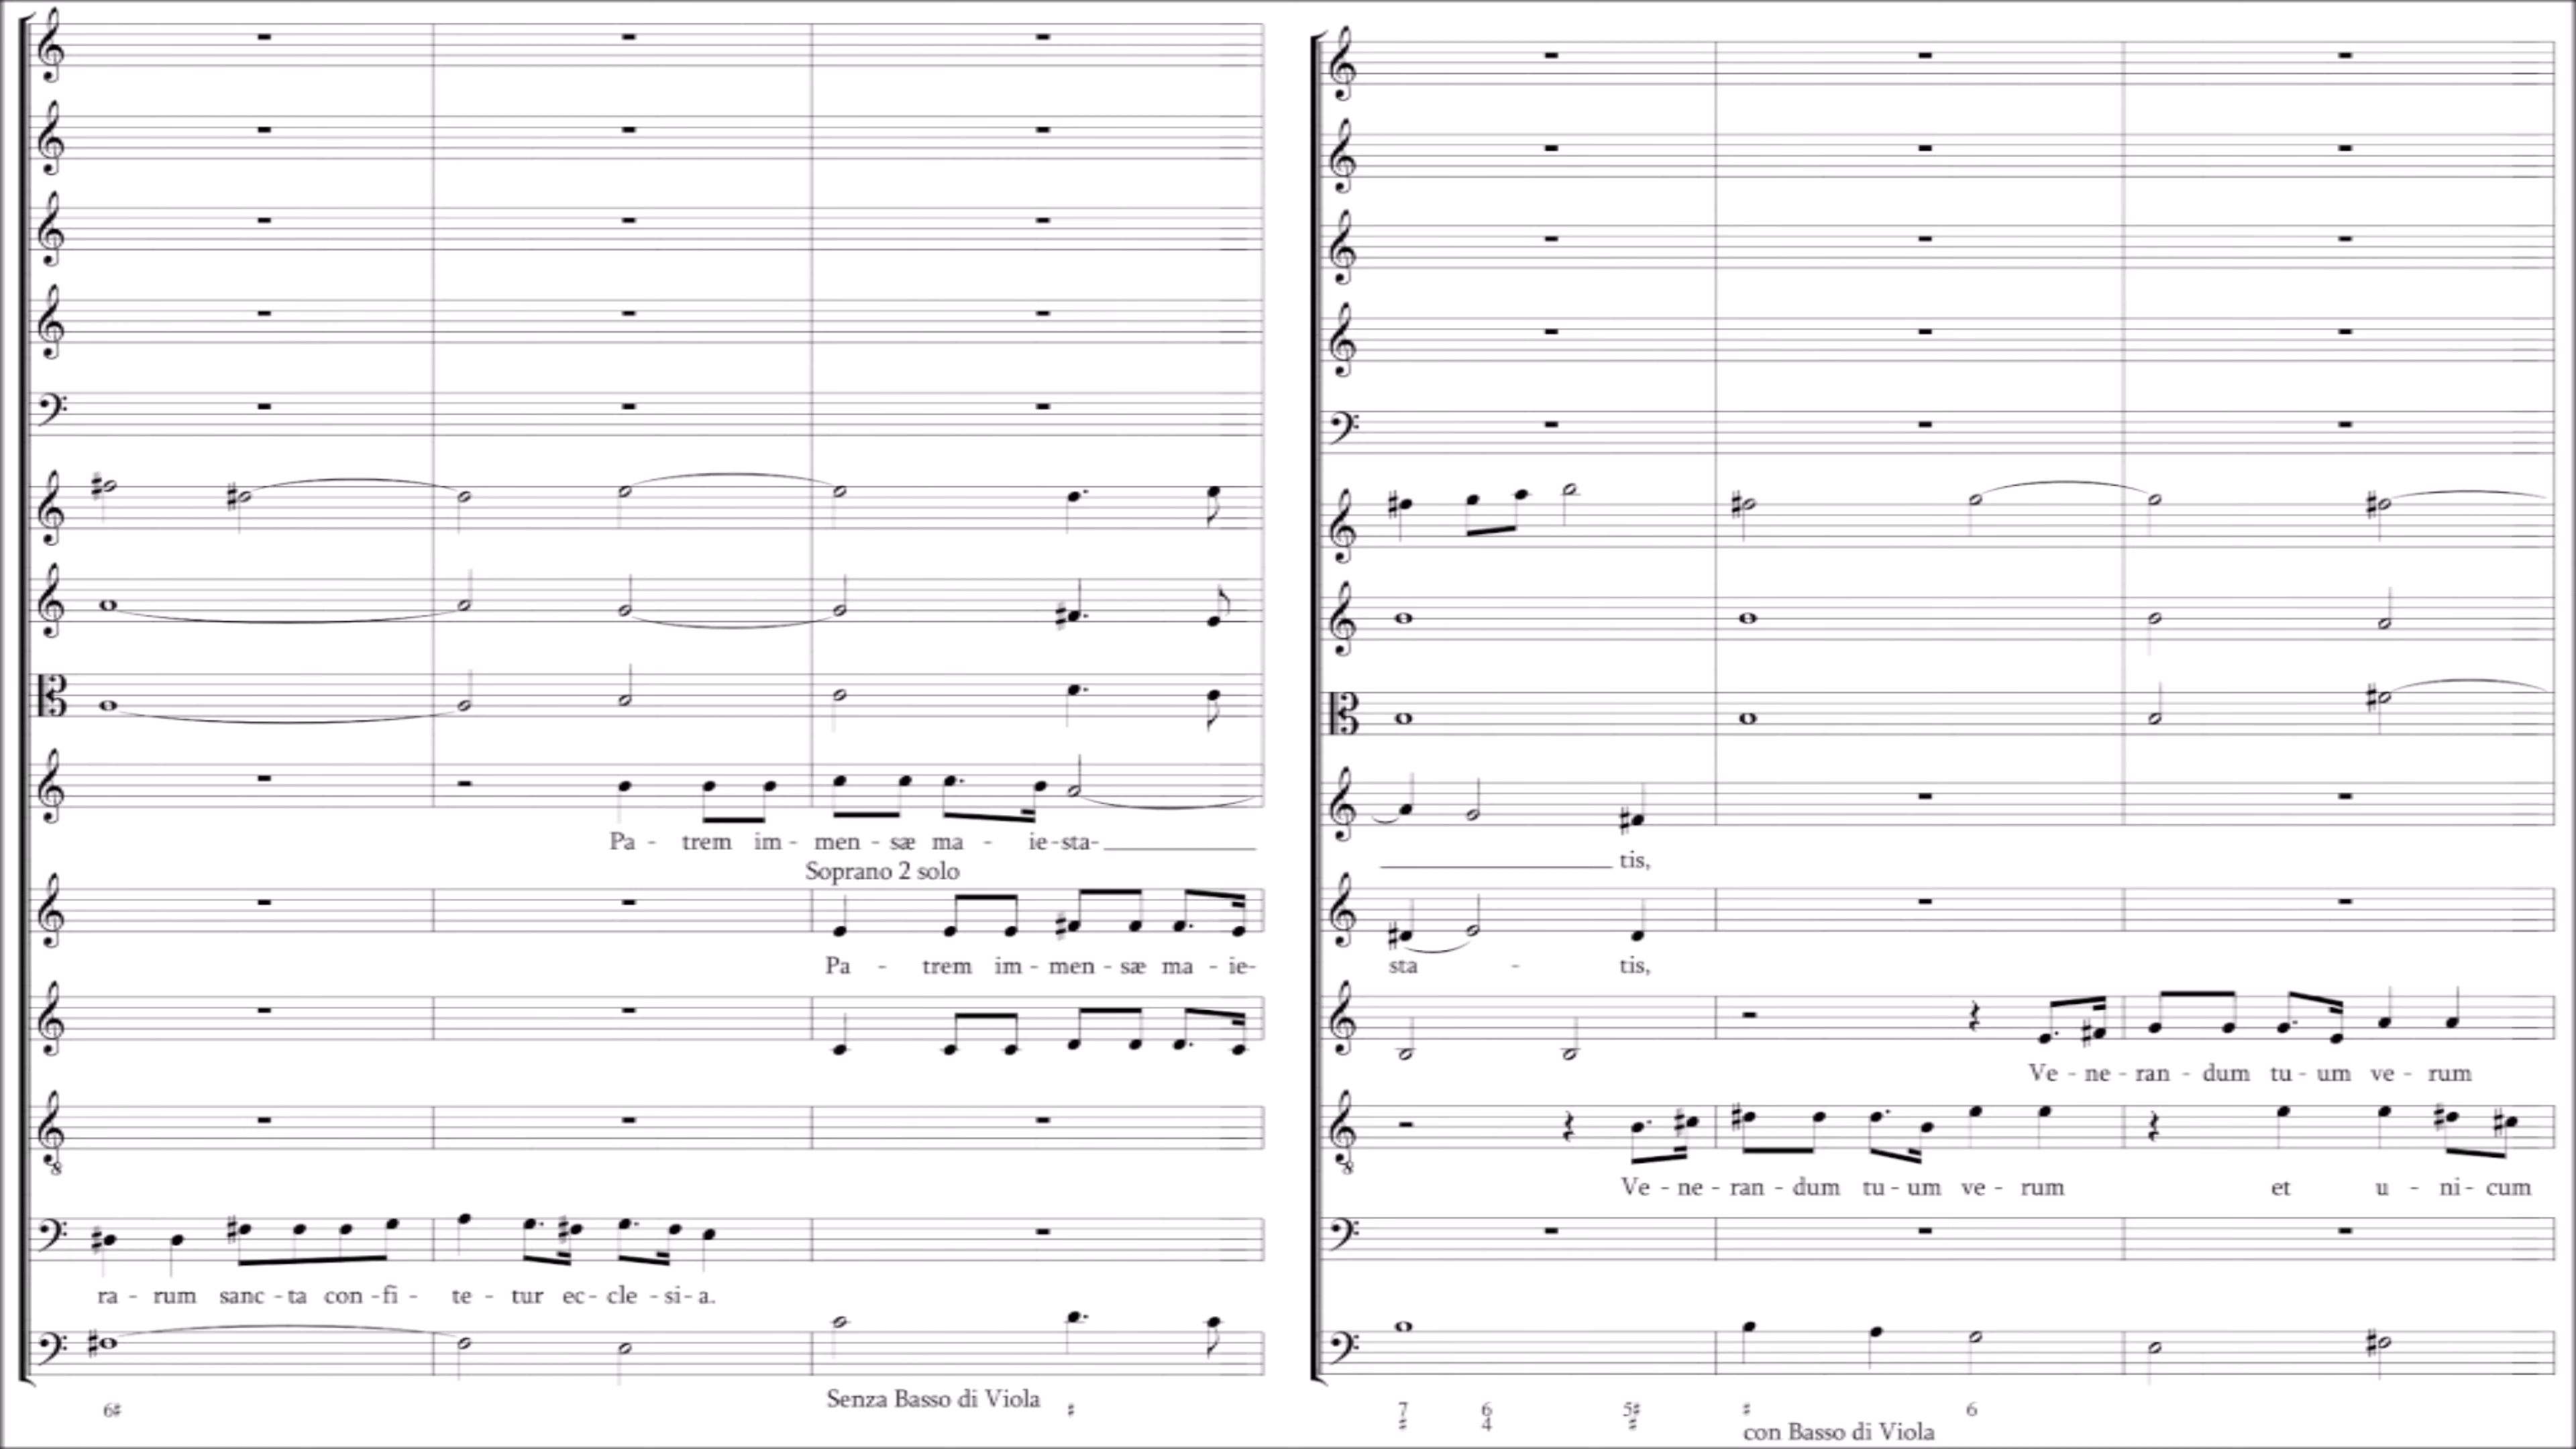 Pa - trem im - men - sæ ma - ie-sta-
Soprano 2 solo
Pa - trem im - men - sæ ma - ie-
ra - rum sanc - ta con - fi - te - tur ec - cle - si - a.
Senza Basso di Viola ♯
6♯
tis,
sta - tis,
Ve - ne - ran - dum tu - um ve - rum
Ve - ne - ran - dum tu - um ve - rum et u - ni - cum
7 6 5♯ ♯ 6
♯ 4 ♯
con Basso di Viola